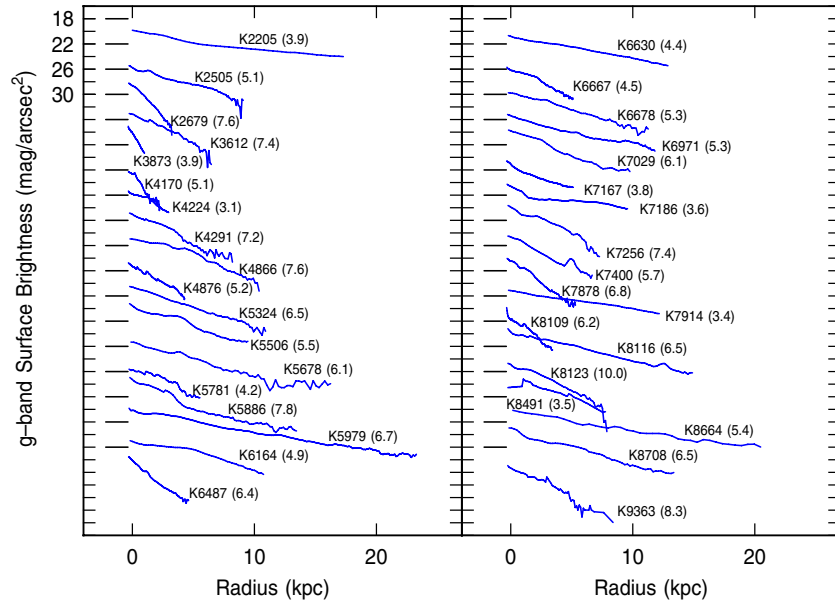 g−band Surface Brightness (mag/arcsec²)
18
22
26
30
K2205 (3.9)
K2505 (5.1)
K2679 (7.6)
K3612 (7.4)
K3873 (3.9)
K4170 (5.1)
K4224 (3.1)
K4291 (7.2)
K4866 (7.6)
K4876 (5.2)
K5324 (6.5)
K5506 (5.5)
K5678 (6.1)
K5781 (4.2)
K5886 (7.8)
K5979 (6.7)
K6164 (4.9)
K6487 (6.4)
0 10 20
Radius (kpc)
K6630 (4.4)
K6667 (4.5)
K6678 (5.3)
K6971 (5.3)
K7029 (6.1)
K7167 (3.8)
K7186 (3.6)
K7256 (7.4)
K7400 (5.7)
K7878 (6.8)
K7914 (3.4)
K8109 (6.2)
K8116 (6.5)
K8123 (10.0)
K8491 (3.5)
K8664 (5.4)
K8708 (6.5)
K9363 (8.3)
0 10 20
Radius (kpc)